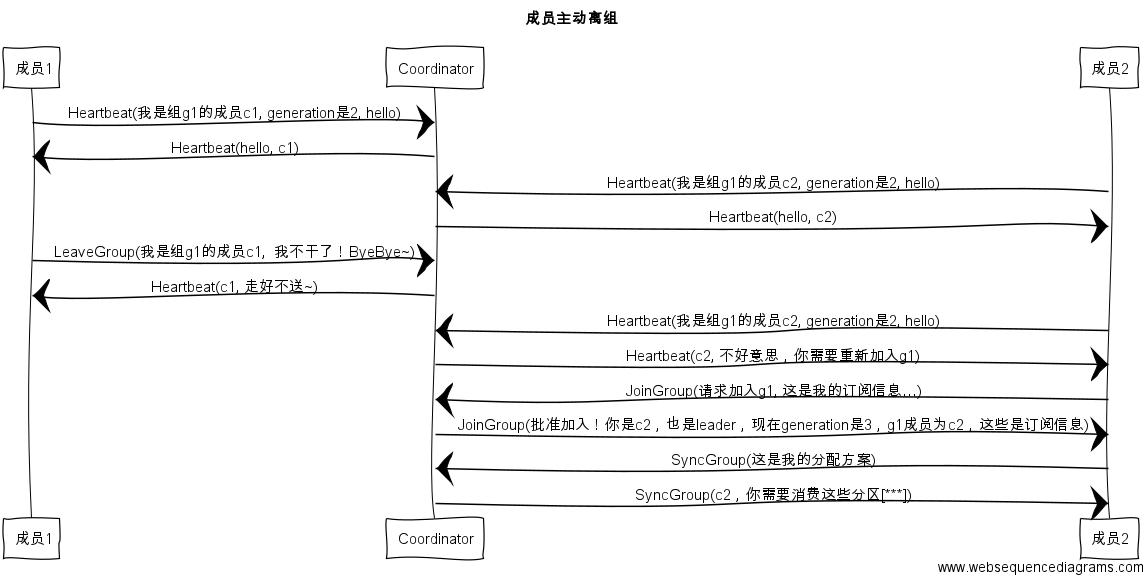 成员主动离组
成员1
Coordinator
成员2
Heartbeat(我是组g1的成员c1, generation是2, hello)
Heartbeat(hello, c1)
Heartbeat(我是组g1的成员c2, generation是2, hello)
Heartbeat(hello, c2)
LeaveGroup(我是组g1的成员c1, 我不干了！ByeBye~)
Heartbeat(c1, 走好不送~)
Heartbeat(我是组g1的成员c2, generation是2, hello)
Heartbeat(c2, 不好意思，你需要重新加入g1)
JoinGroup(请求加入g1, 这是我的订阅信息...)
JoinGroup(批准加入！你是c2，也是leader，现在generation是3，g1成员为c2，这些是订阅信息)
SyncGroup(这是我的分配方案)
SyncGroup(c2，你需要消费这些分区[***])
成员1
Coordinator
成员2
www.websequencediagrams.com